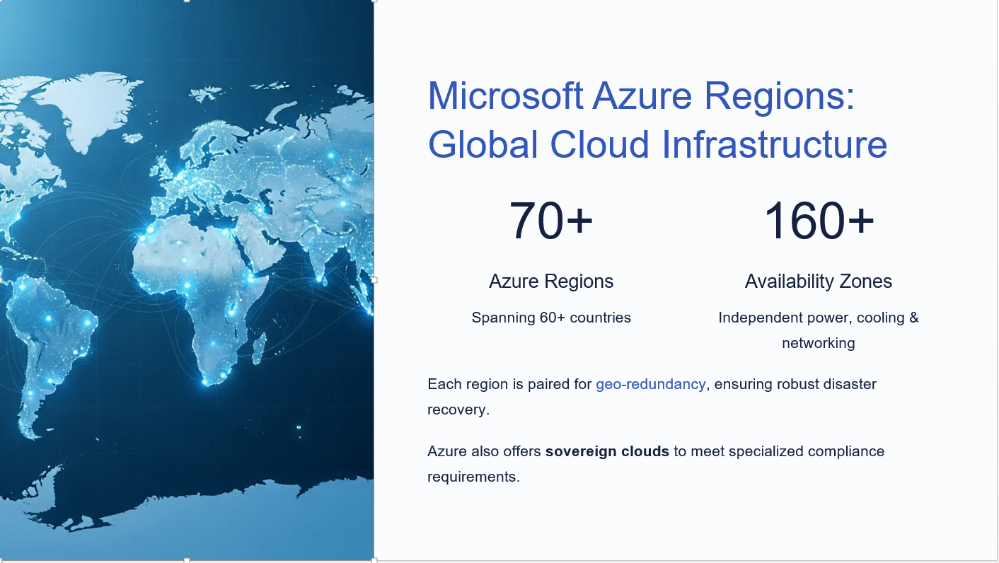 Microsoft Azure Regions:
Global Cloud Infrastructure
70+
Azure Regions
Spanning 60+ countries
160+
Availability Zones
Independent power, cooling &
networking
Each region is paired for geo-redundancy, ensuring robust disaster
recovery.
Azure also offers sovereign clouds to meet specialized compliance
requirements.